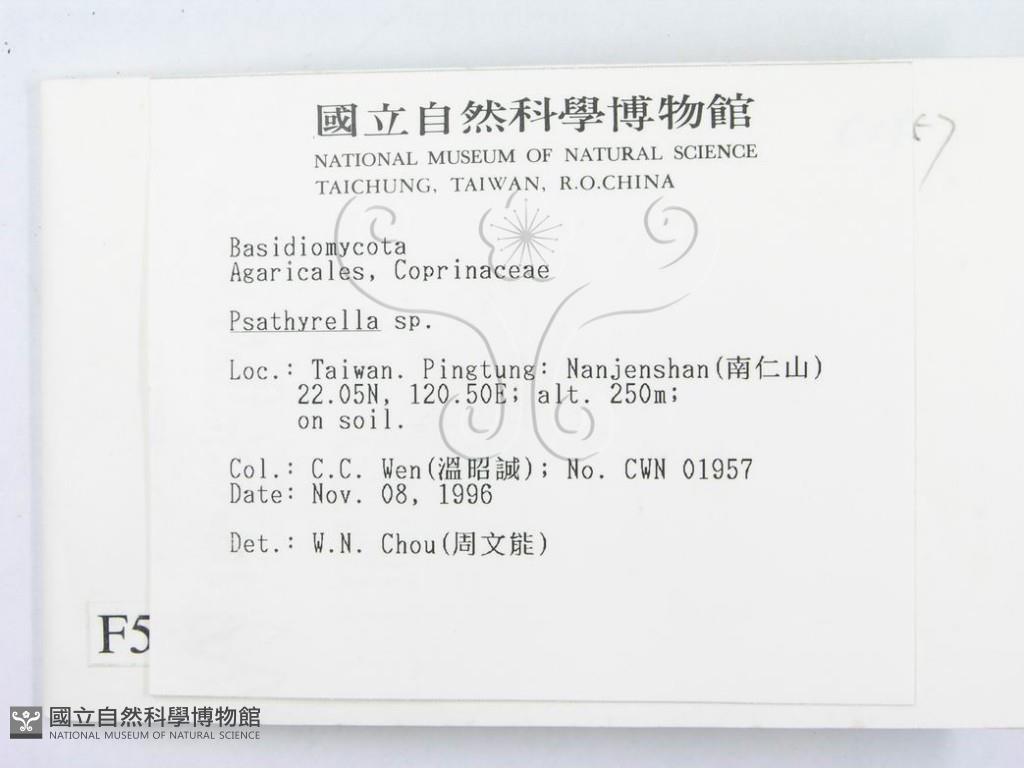 國立自然科學博物館
NATIONAL MUSEUM OF NATURAL SCIENCE
TAICHUNG, TAIWAN, R.O.CHINA
Basidiomycota
Agaricales, Coprinaceae
Psathyrella sp.
Loc.: Taiwan. Pingtung: Nanjenshan(南仁山)
22.05N, 120.50E; alt. 250m;
on soil.
Col.: C.C. Wen(溫昭誠); No. CWN 01957
Date: Nov. 08, 1996
Det.: W.N. Chou(周文能)
F5
國立自然科學博物館
NATIONAL MUSEUM OF NATURAL SCIENCE